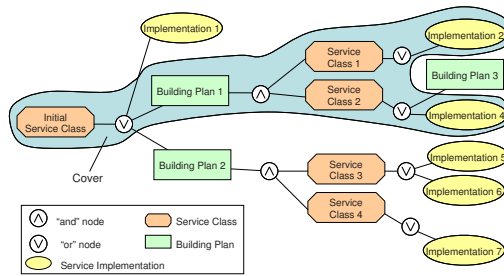 Implementation 1
Implementation 2
Service
Class 1
Building Plan 3
Building Plan 1
Service
Class 2
Initial
Service Class
Implementation 4
Building Plan 2
Implementation 5
Cover
Service
Class 3
Implementation 6
Service
Class 4
"and" node
Service Class
"or" node
Building Plan
Implementation 7
Service Implementation